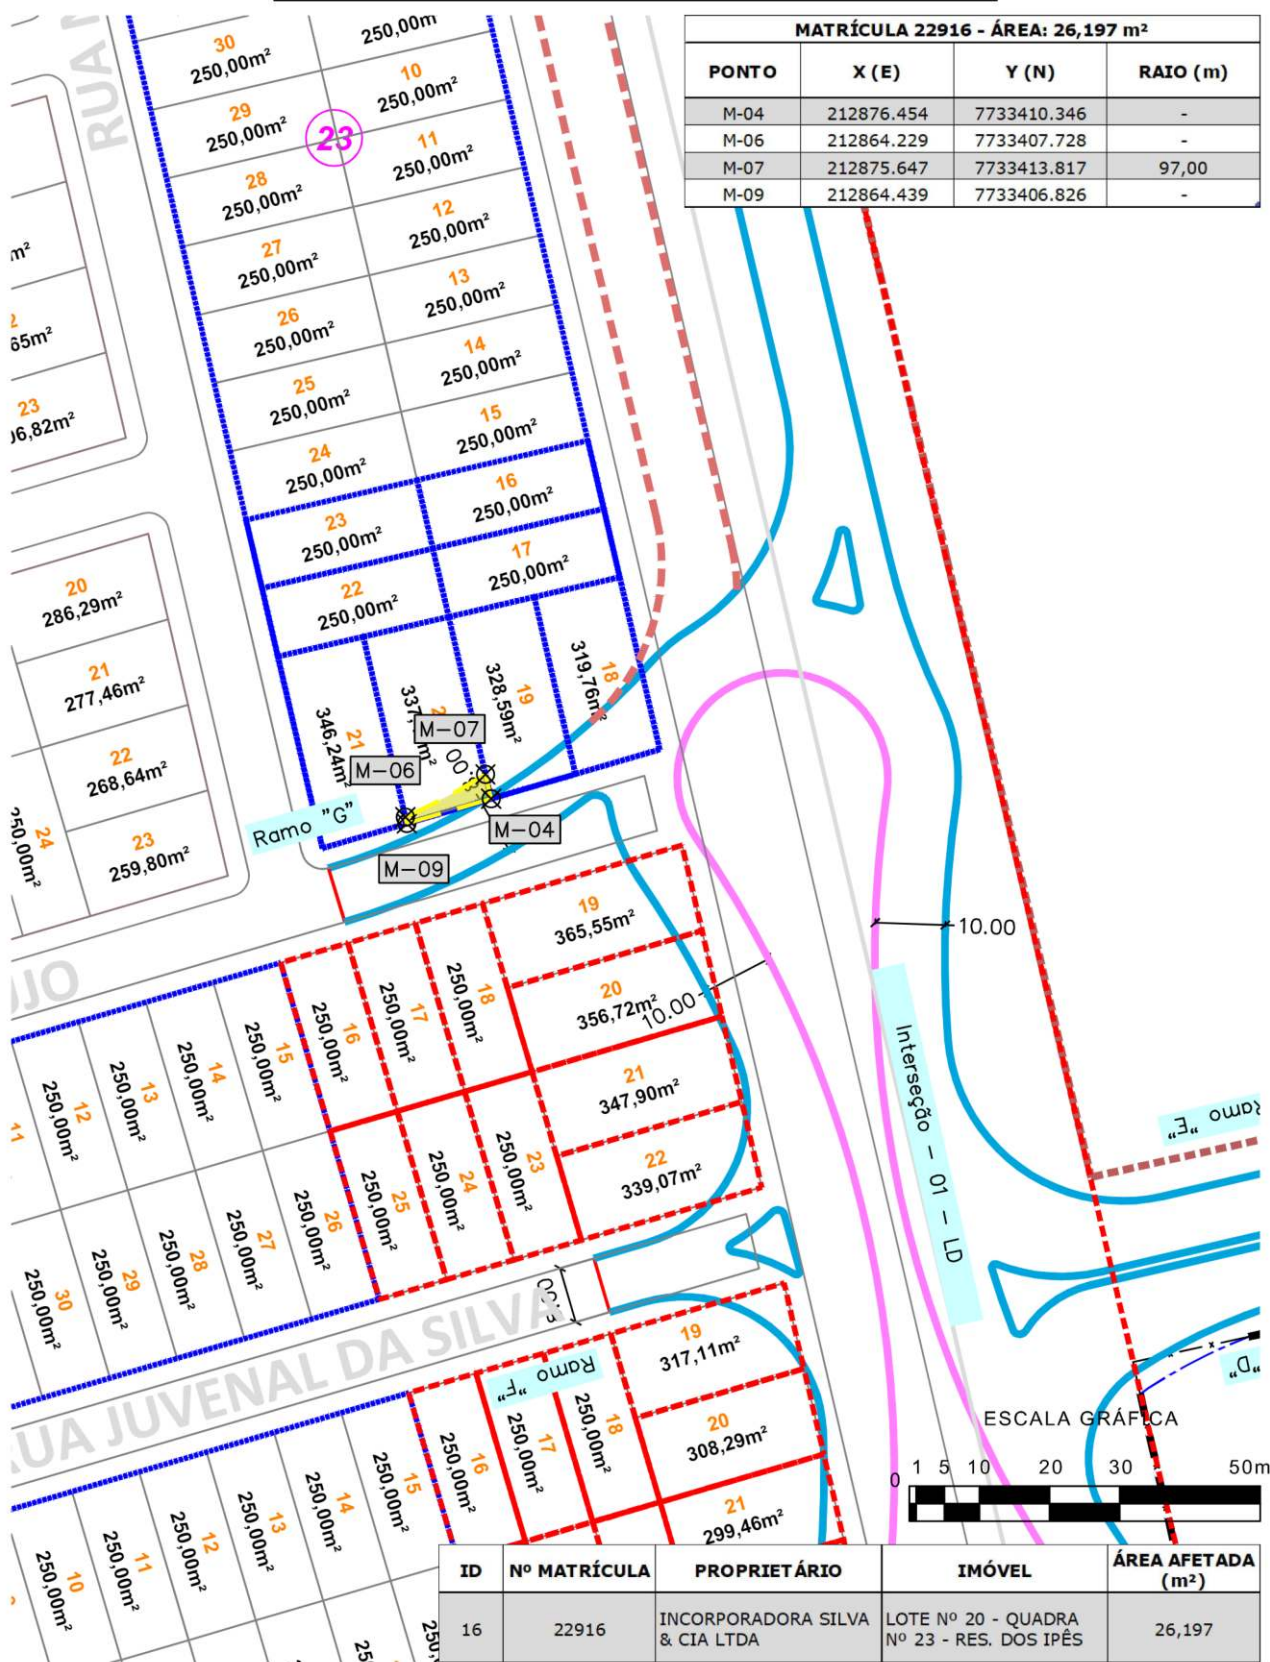 MATRÍCULA 22916 - ÁREA: 26,197 m²
PONTO X (E) Y (N) RAIO (m)
M-04 212876.454 7733410.346 -
M-06 212864.229 7733407.728 -
M-07 212875.647 7733413.817 97,00
M-09 212864.439 7733406.826 -
RUA
23
30
250,00m²
250,00m
29
250,00m²
10
250,00m²
28
250,00m²
11
250,00m²
27
250,00m²
12
250,00m²
26
250,00m²
13
250,00m²
25
250,00m²
14
250,00m²
24
250,00m²
15
250,00m²
23
250,00m²
16
250,00m²
22
250,00m²
17
250,00m²
21
346,24m²
19
328,59m²
18
319,76m²
m²
65m²
23
06,82m²
20
286,29m²
21
277,46m²
22
268,64m²
23
259,80m²
24
250,00m²
M-07
M-06
M-04
M-09
Ramo "G"
19
365,55m²
20
356,72m²
21
347,90m²
22
339,07m²
10.00
10.00
18
250,00m²
17
250,00m²
16
250,00m²
15
250,00m²
14
250,00m²
13
250,00m²
12
250,00m²
11
23
250,00m²
24
250,00m²
25
250,00m²
26
250,00m²
27
250,00m²
28
250,00m²
29
250,00m²
30
250,00m²
Interseção - 01 - LD
Ramo "E"
"D"
RUA JUVENAL DA SILVA
8.00
Ramo "F"
19
317,11m²
20
308,29m²
21
299,46m²
18
250,00m²
17
250,00m²
16
250,00m²
15
250,00m²
14
250,00m²
13
250,00m²
12
250,00m²
11
250,00m²
10
250,00m²
ESCALA GRÁFICA
0 1 5 10 20 30 50m
ID Nº MATRÍCULA PROPRIETÁRIO IMÓVEL ÁREA AFETADA (m²)
16 22916 INCORPORADORA SILVA & CIA LTDA LOTE Nº 20 - QUADRA Nº 23 - RES. DOS IPÊS 26,197